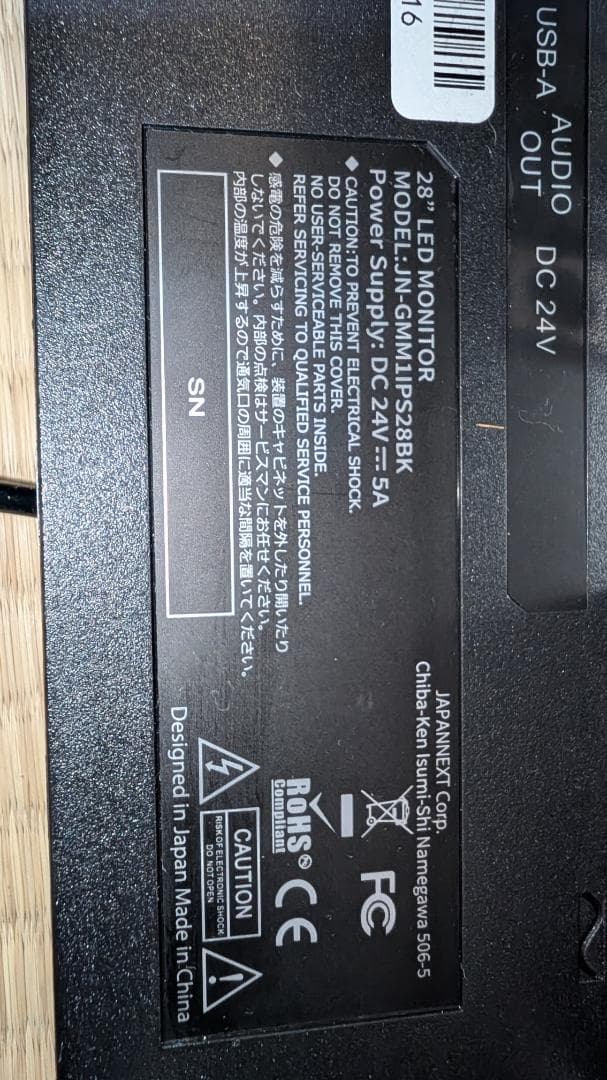 16
USB-A
AUDIO OUT
DC 24V
28” LED MONITOR
MODEL:JN-GMM1IPS28BK
Power Supply: DC 24V ⎓ 5A
◆ CAUTION:TO PREVENT ELECTRICAL SHOCK.
DO NOT REMOVE THIS COVER.
NO USER-SERVICEABLE PARTS INSIDE.
REFER SERVICING TO QUALIFIED SERVICE PERSONNEL.
◆ 感電の危険を減らすために、装置のキャビネットを外したり開いたり
しないでください。内部の点検はサービスマンにお任せください。
内部の温度が上昇するので通気口の周囲に適当な間隔を置いてください。
SN
JAPANNEXT Corp.
Chiba-Ken Isumi-Shi Namegawa 506-5
FC
RoHS
Compliant
CE
CAUTION
RISK OF ELECTRONIC SHOCK
DO NOT OPEN
Designed in Japan Made in China